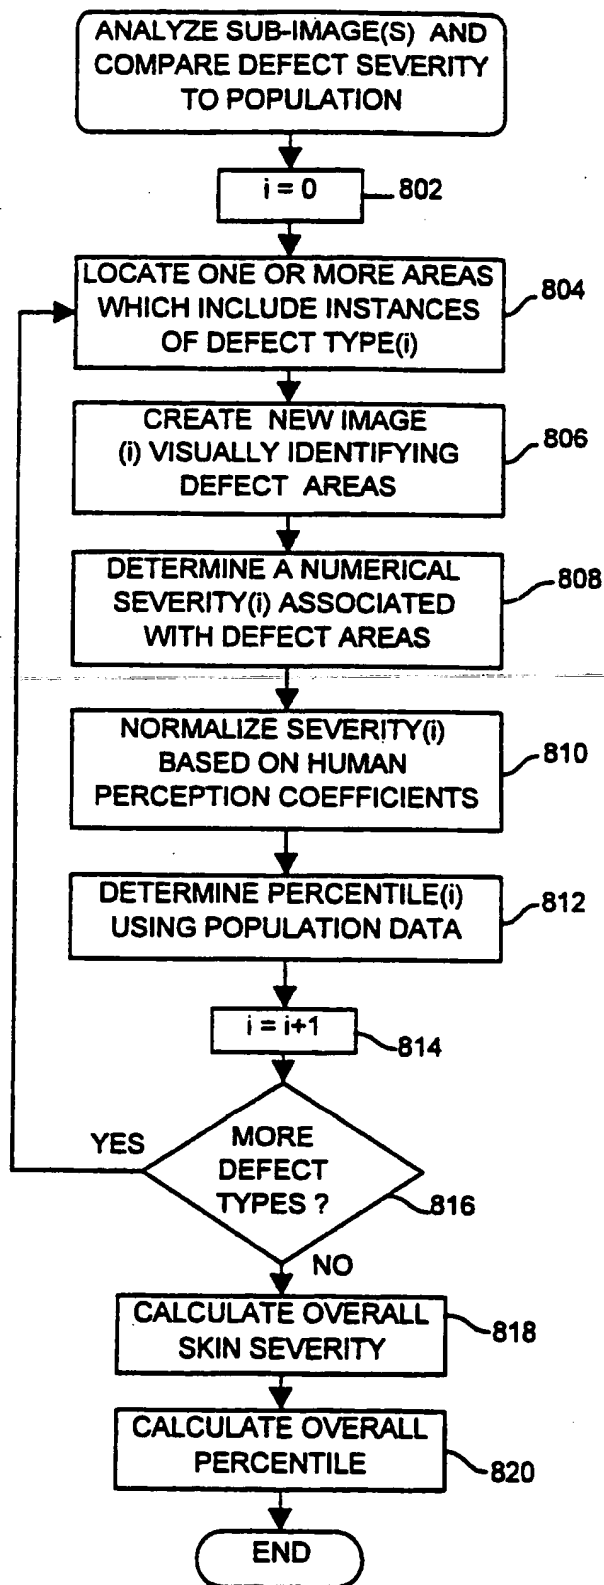 ANALYZE SUB-IMAGE(S) AND
COMPARE DEFECT SEVERITY
TO POPULATION
i = 0
802
LOCATE ONE OR MORE AREAS
WHICH INCLUDE INSTANCES
OF DEFECT TYPE(i)
804
CREATE NEW IMAGE
(i) VISUALLY IDENTIFYING
DEFECT AREAS
806
DETERMINE A NUMERICAL
SEVERITY(i) ASSOCIATED
WITH DEFECT AREAS
808
NORMALIZE SEVERITY(i)
BASED ON HUMAN
PERCEPTION COEFFICIENTS
810
DETERMINE PERCENTILE(i)
USING POPULATION DATA
812
i = i+1
814
YES
MORE
DEFECT
TYPES ?
816
NO
CALCULATE OVERALL
SKIN SEVERITY
818
CALCULATE OVERALL
PERCENTILE
820
END